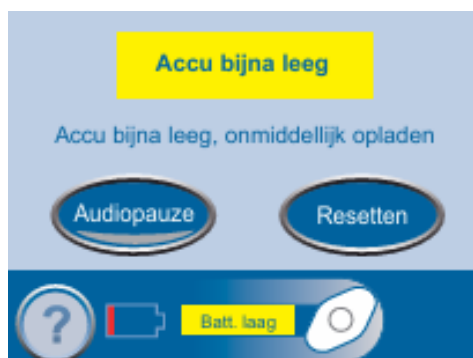 Accu bijna leeg
Accu bijna leeg, onmiddellijk opladen
Audiopauze Resetten
? Batt. laag